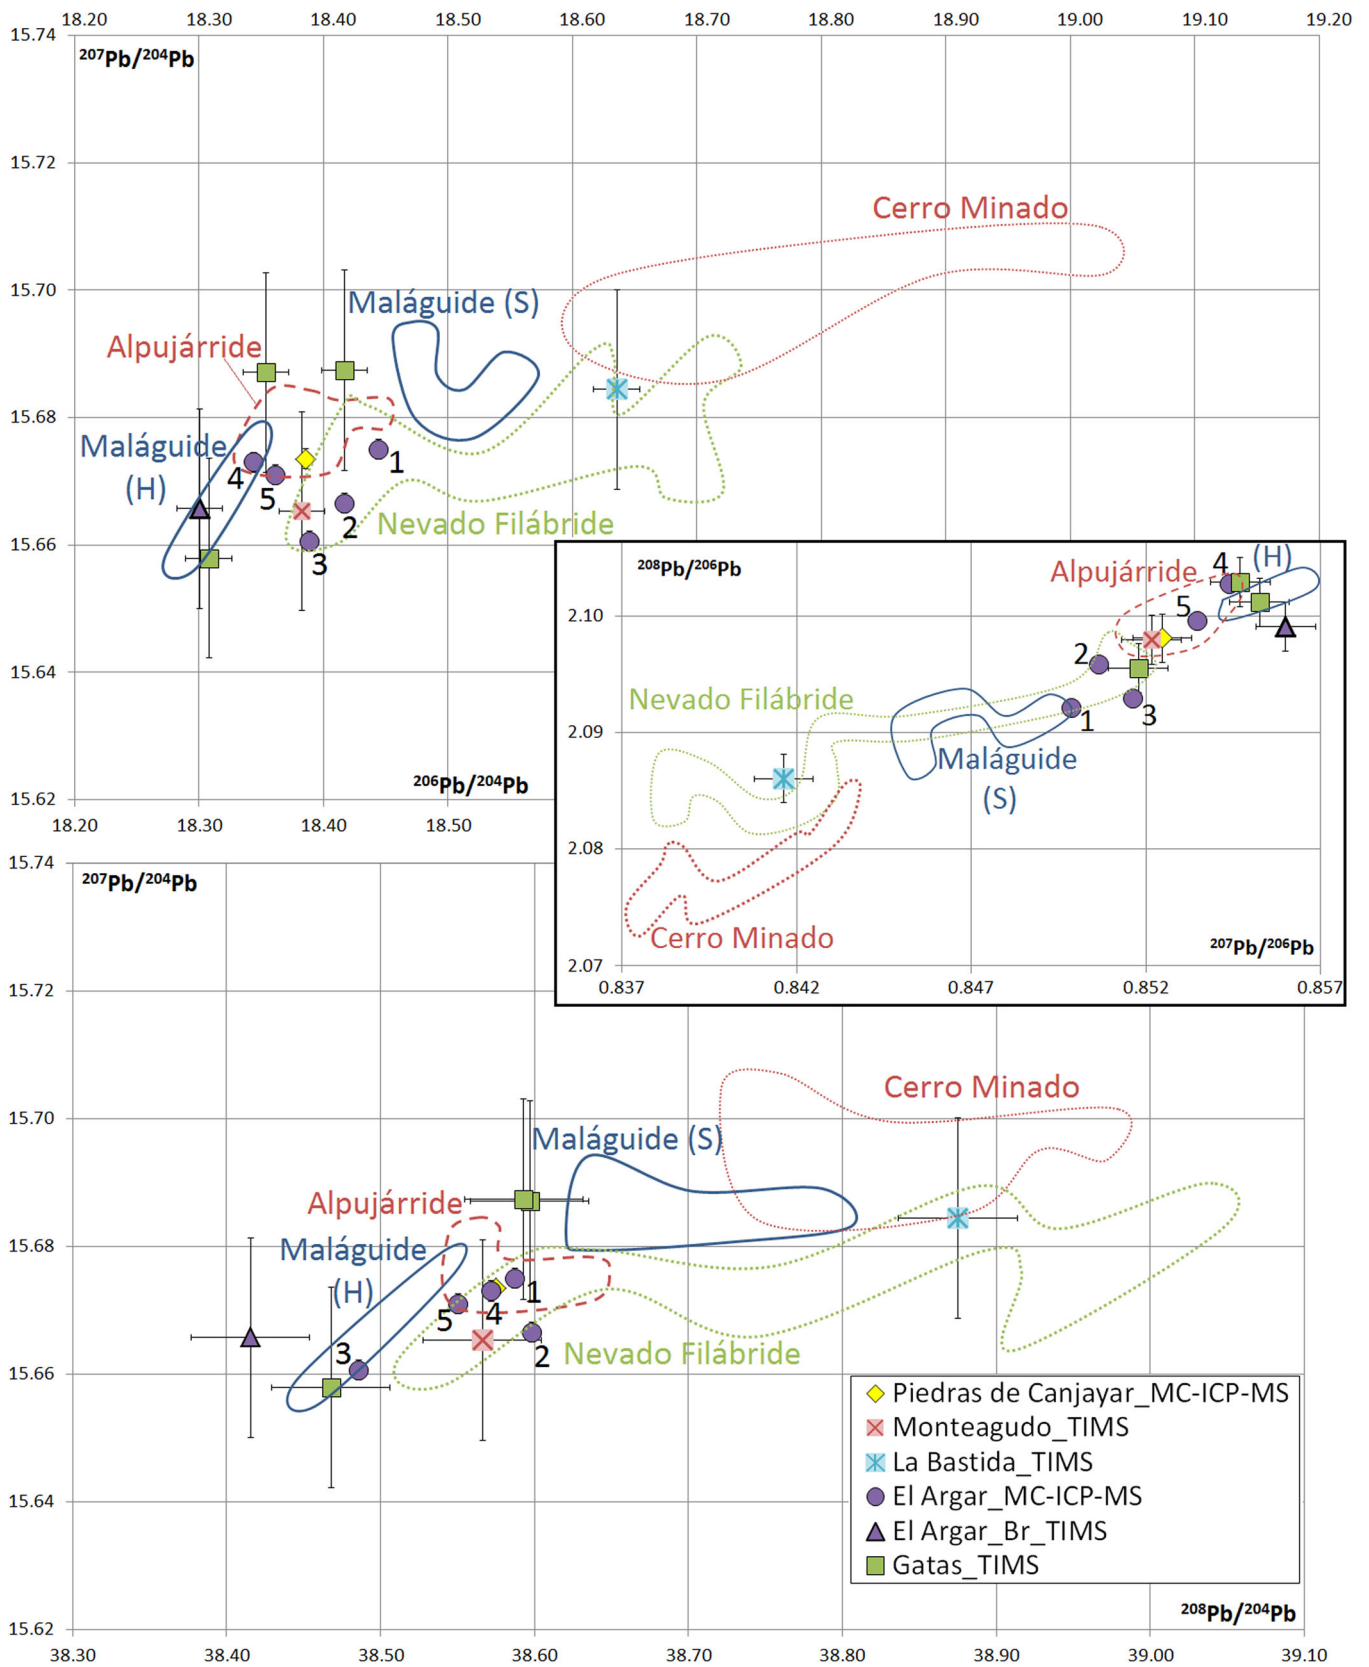 18.20 18.30 18.40 18.50 18.60 18.70 18.80 18.90 19.00 19.10 19.20
15.74
²⁰⁷Pb/²⁰⁴Pb
15.72
Cerro Minado
15.70
Maláguide (S)
Alpujárride
15.68
Maláguide
(H)
4
5
1
2
3
Nevado Filábride
15.66
15.64
²⁰⁶Pb/²⁰⁴Pb
15.62
18.20 18.30 18.40 18.50
²⁰⁸Pb/²⁰⁶Pb
Alpujárride
4
(H)
2.10
5
2
Nevado Filábride
1
3
2.09
Maláguide
(S)
2.08
Cerro Minado
²⁰⁷Pb/²⁰⁶Pb
2.07
0.837 0.842 0.847 0.852 0.857
15.74
²⁰⁷Pb/²⁰⁴Pb
15.72
15.70
Cerro Minado
Maláguide (S)
Alpujárride
15.68
Maláguide
(H)
5
4
1
3
2
Nevado Filábride
15.66
Piedras de Canjayar_MC-ICP-MS
Monteagudo_TIMS
La Bastida_TIMS
El Argar_MC-ICP-MS
El Argar_Br_TIMS
Gatas_TIMS
15.64
²⁰⁸Pb/²⁰⁴Pb
15.62
38.30 38.40 38.50 38.60 38.70 38.80 38.90 39.00 39.10